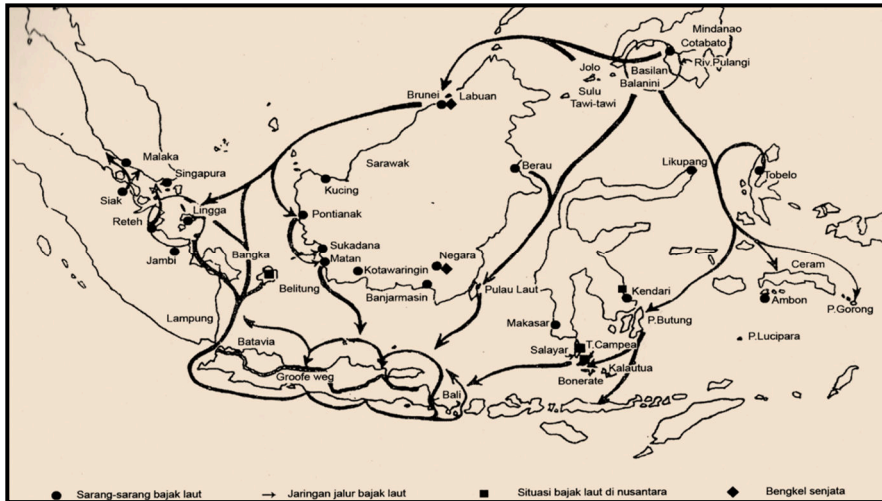 Mindanao
Cotabato
Riv.Pulangi
Jolo
Basilan
Balanini
Sulu
Tawi-tawi
Brunei
Labuan
Malaka
Singapura
Sarawak
Berau
Likupang
Tobelo
Siak
Kucing
Lingga
Reteh
Pontianak
Jambi
Bangka
Sukadana
Matan
Negara
Kotawaringin
Ceram
Belitung
Banjarmasin
Pulau Laut
Kendari
Ambon
P.Gorong
Lampung
Makasar
P.Butung
Batavia
P.Lucipara
Salayar
T.Campea
Groofe weg
Kalautua
Bonerate
Bali
Sarang-sarang bajak laut
Jaringan jalur bajak laut
Situasi bajak laut di nusantara
Bengkel senjata